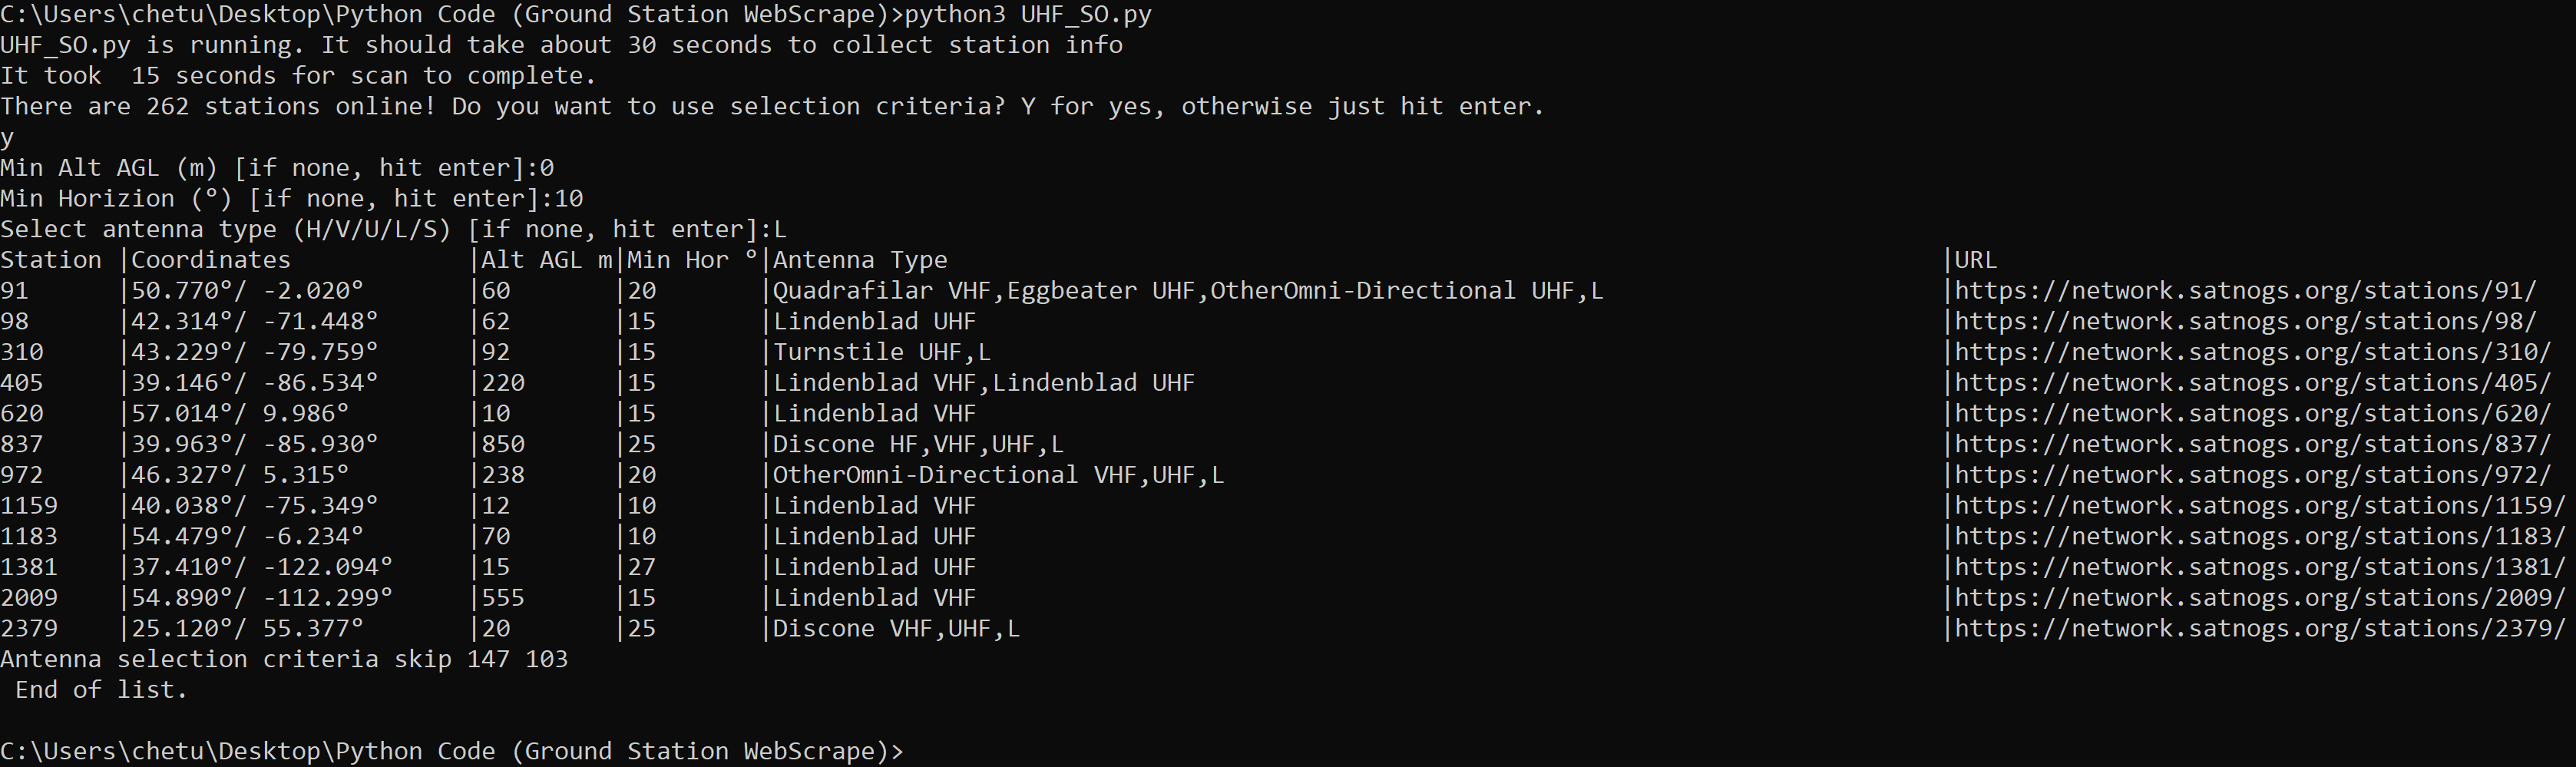 C:\Users\chetu\Desktop\Python Code (Ground Station WebScrape)>python3 UHF_SO.py
UHF_SO.py is running. It should take about 30 seconds to collect station info
It took  15 seconds for scan to complete.
There are 262 stations online! Do you want to use selection criteria? Y for yes, otherwise just hit enter.
y
Min Alt AGL (m) [if none, hit enter]:0
Min Horizion (°) [if none, hit enter]:10
Select antenna type (H/V/U/L/S) [if none, hit enter]:L
Station |Coordinates            |Alt AGL m|Min Hor °|Antenna Type                                                                    |URL
91      |50.770°/ -2.020°       |60       |20       |Quadrafilar VHF,Eggbeater UHF,OtherOmni-Directional UHF,L                       |https://network.satnogs.org/stations/91/
98      |42.314°/ -71.448°      |62       |15       |Lindenblad UHF                                                                  |https://network.satnogs.org/stations/98/
310     |43.229°/ -79.759°      |92       |15       |Turnstile UHF,L                                                                 |https://network.satnogs.org/stations/310/
405     |39.146°/ -86.534°      |220      |15       |Lindenblad VHF,Lindenblad UHF                                                   |https://network.satnogs.org/stations/405/
620     |57.014°/ 9.986°        |10       |15       |Lindenblad VHF                                                                  |https://network.satnogs.org/stations/620/
837     |39.963°/ -85.930°      |850      |25       |Discone HF,VHF,UHF,L                                                            |https://network.satnogs.org/stations/837/
972     |46.327°/ 5.315°        |238      |20       |OtherOmni-Directional VHF,UHF,L                                                 |https://network.satnogs.org/stations/972/
1159    |40.038°/ -75.349°      |12       |10       |Lindenblad VHF                                                                  |https://network.satnogs.org/stations/1159/
1183    |54.479°/ -6.234°       |70       |10       |Lindenblad UHF                                                                  |https://network.satnogs.org/stations/1183/
1381    |37.410°/ -122.094°     |15       |27       |Lindenblad UHF                                                                  |https://network.satnogs.org/stations/1381/
2009    |54.890°/ -112.299°     |555      |15       |Lindenblad VHF                                                                  |https://network.satnogs.org/stations/2009/
2379    |25.120°/ 55.377°       |20       |25       |Discone VHF,UHF,L                                                               |https://network.satnogs.org/stations/2379/
Antenna selection criteria skip 147 103
 End of list.
C:\Users\chetu\Desktop\Python Code (Ground Station WebScrape)>